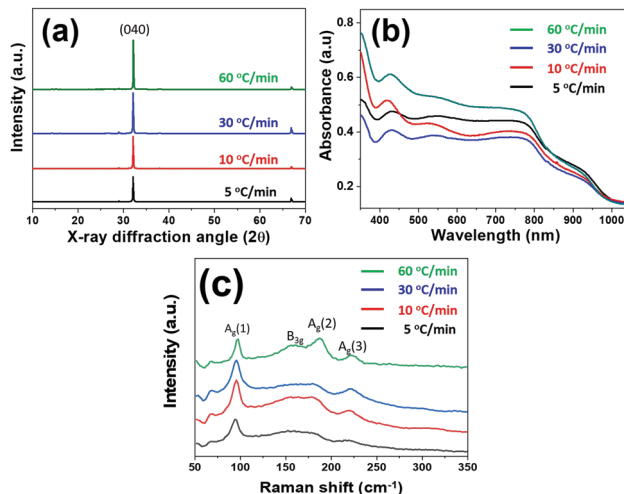 (a)
(040)
60 °C/min
30 °C/min
10 °C/min
5 °C/min
Intensity (a.u.)
10 20 30 40 50 60 70
X-ray diffraction angle (2θ)
(b)
60 °C/min
30 °C/min
10 °C/min
5 °C/min
Absorbance (a.u)
0.8
0.6
0.4
0.2
400 500 600 700 800 900 1000
Wavelength (nm)
(c)
60 °C/min
30 °C/min
10 °C/min
5 °C/min
Ag(1)
B3g
Ag(2)
Ag(3)
Intensity (a.u.)
50 100 150 200 250 300 350
Raman shift (cm-1)